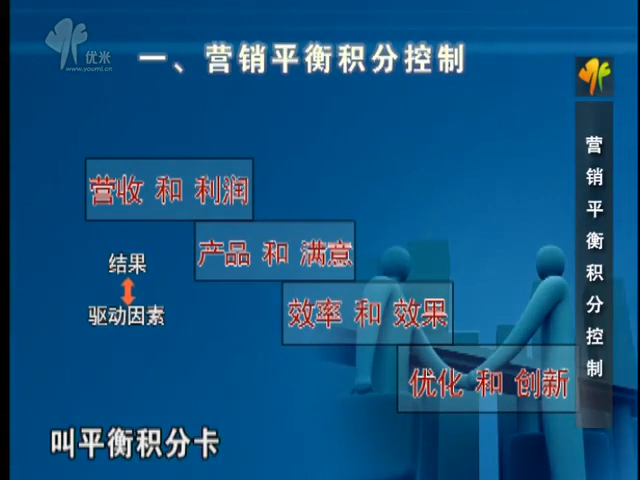 优米
www.youmi.cn
一、营销平衡积分控制
营收 和 利润
产品 和 满意
结果
驱动因素
效率 和 效果
优化 和 创新
营销平衡积分控制
叫平衡积分卡